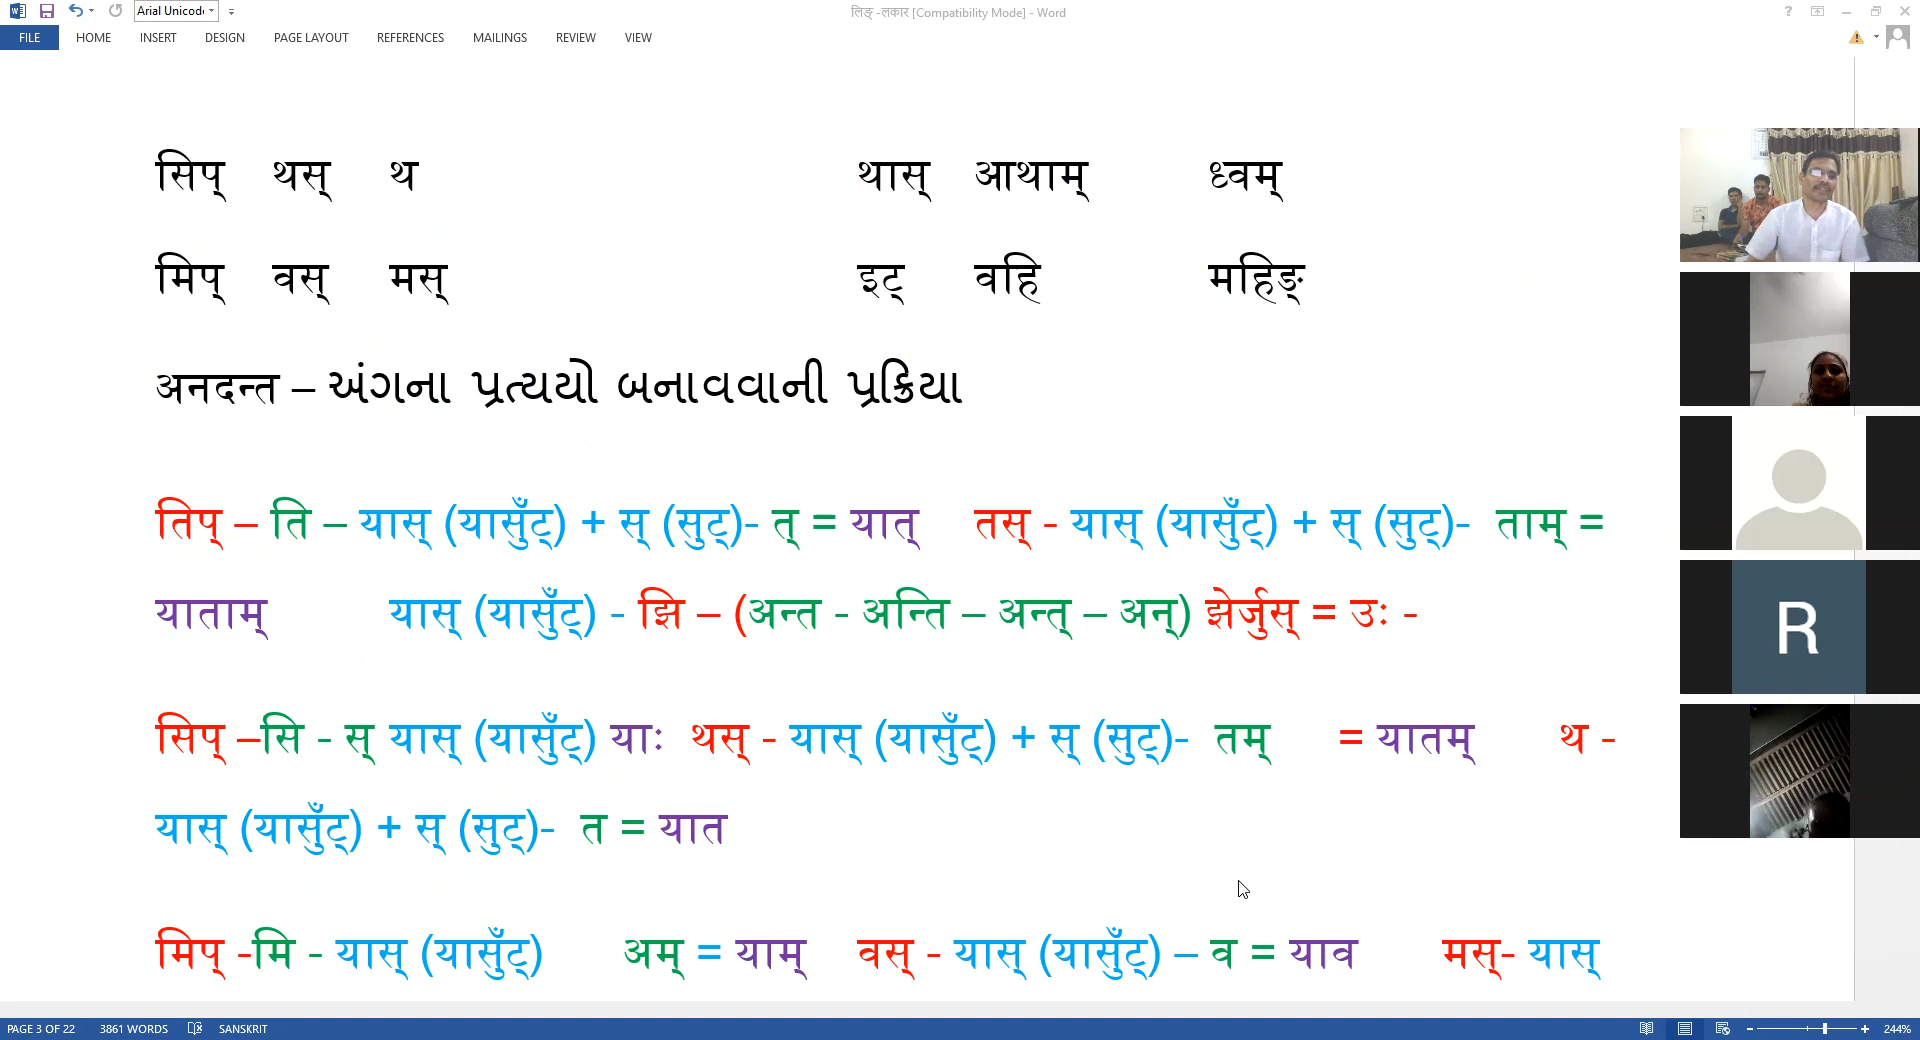 Arial Unicode
लिङ् -लकार [Compatibility Mode] - Word
?
FILE HOME INSERT DESIGN PAGE LAYOUT REFERENCES MAILINGS REVIEW VIEW
सिप् थस् थ थास् आथाम् ध्वम्
मिप् वस् मस् इट् वहि महिङ्
अनदन्त – અંગના પ્રત્યયો બનાવવાની પ્રક્રિયા
तिप् – ति – यास् (यासुँट्) + स् (सुट्)- त् = यात् तस् - यास् (यासुँट्) + स् (सुट्)- ताम् =
याताम् यास् (यासुँट्) - झि – (अन्त - अन्ति – अन्त् – अन्) झेर्जुस् = उः -
सिप् –सि - स् यास् (यासुँट्) याः थस् - यास् (यासुँट्) + स् (सुट्)- तम् = यातम् थ -
यास् (यासुँट्) + स् (सुट्)- त = यात
मिप् -मि - यास् (यासुँट्) अम् = याम् वस् - यास् (यासुँट्) – व = याव मस्- यास्
R
PAGE 3 OF 22 3861 WORDS SANSKRIT 244%